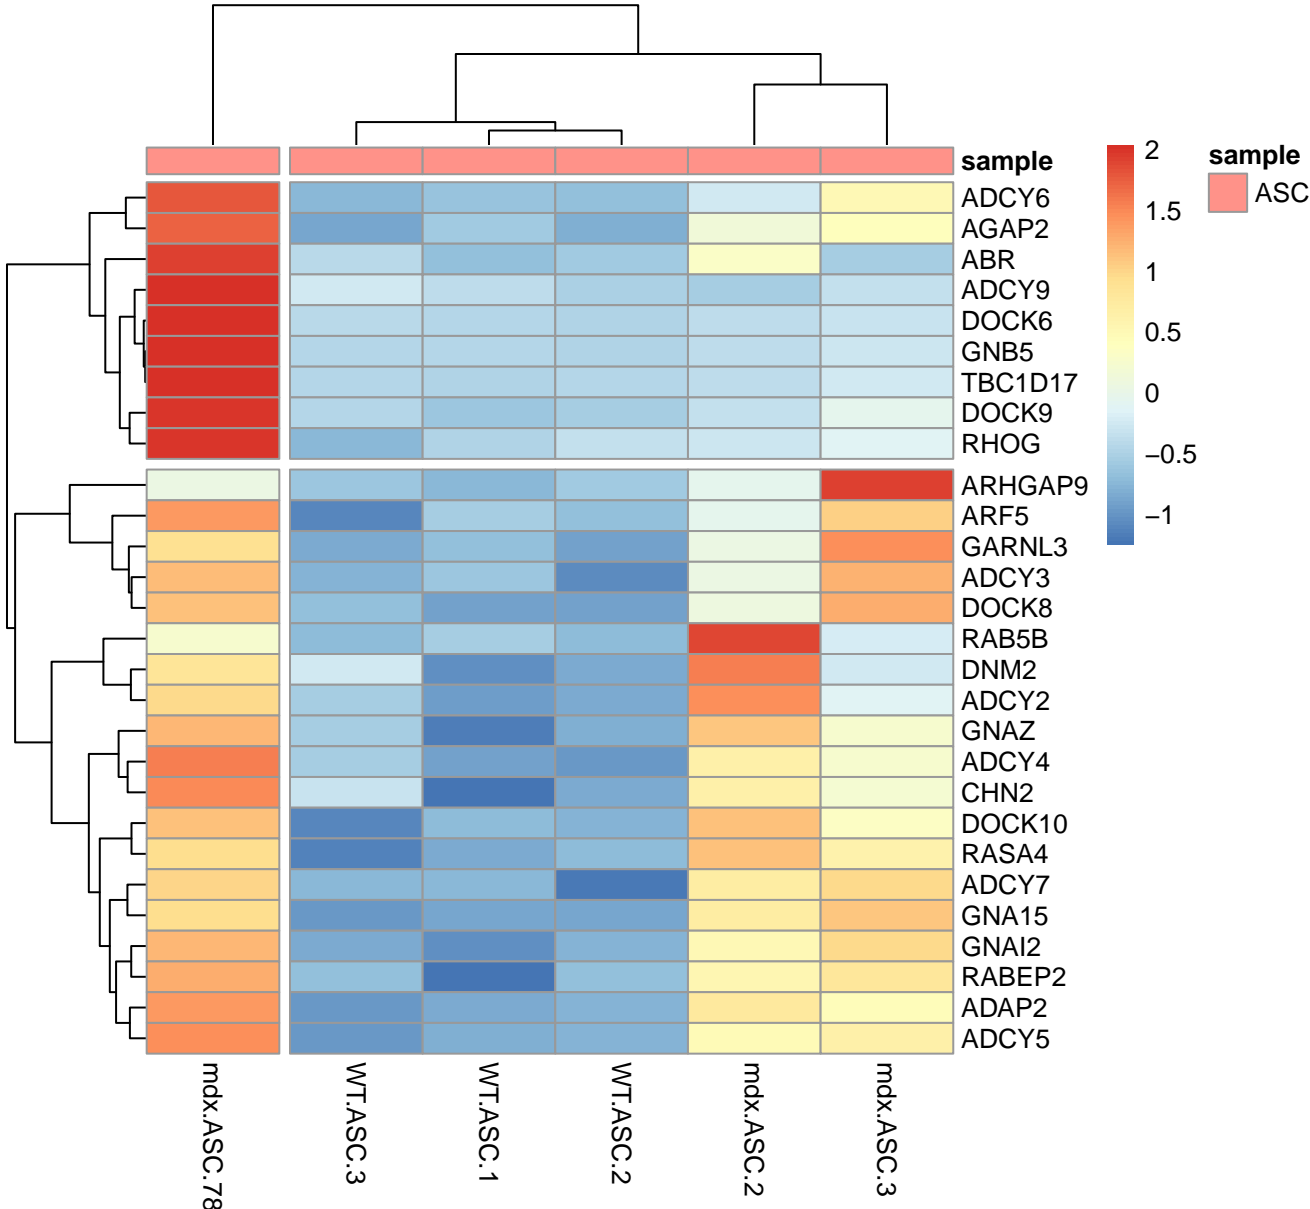 sample
ADCY6
AGAP2
ABR
ADCY9
DOCK6
GNB5
TBC1D17
DOCK9
RHOG
ARHGAP9
ARF5
GARNL3
ADCY3
DOCK8
RAB5B
DNM2
ADCY2
GNAZ
ADCY4
CHN2
DOCK10
RASA4
ADCY7
GNA15
GNAI2
RABEP2
ADAP2
ADCY5
mdx.ASC.78
WT.ASC.3
WT.ASC.1
WT.ASC.2
mdx.ASC.2
mdx.ASC.3
2
1.5
1
0.5
0
−0.5
−1
sample
ASC